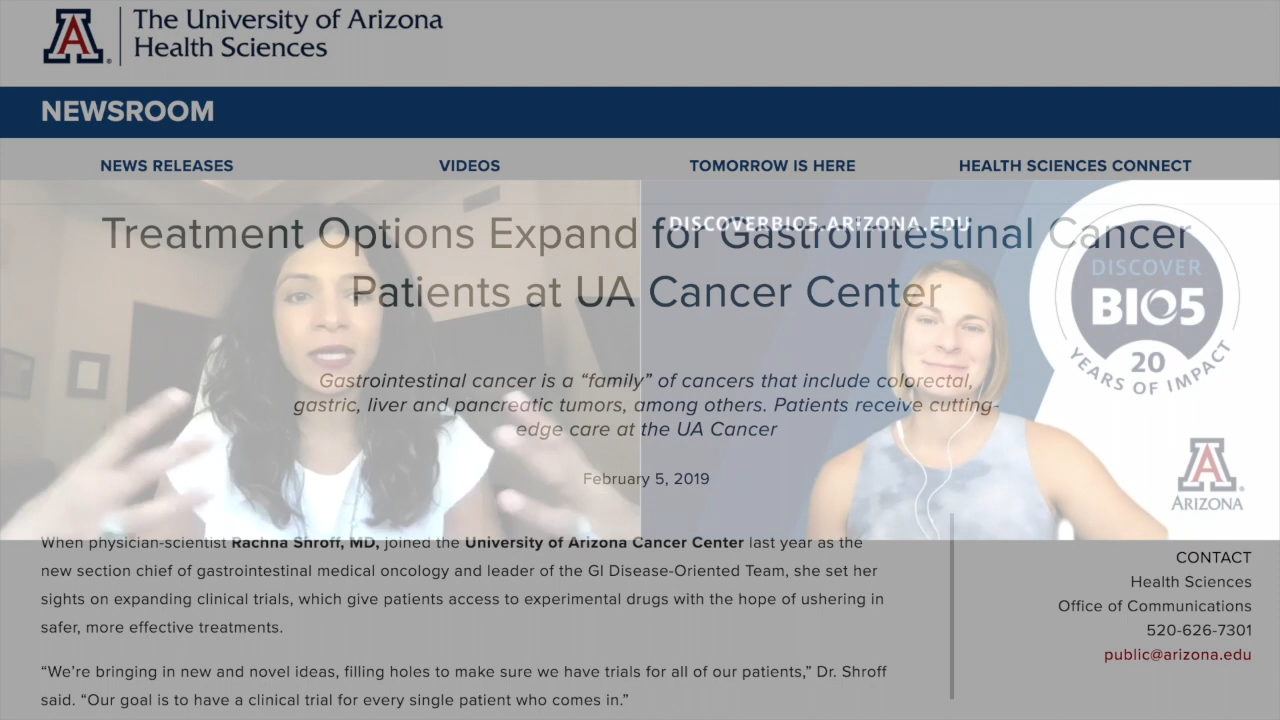 The University of Arizona
Health Sciences
NEWSROOM
NEWS RELEASES
VIDEOS
TOMORROW IS HERE
HEALTH SCIENCES CONNECT
DISCOVERBIO5.ARIZONA.EDU
Treatment Options Expand for Gastrointestinal Cancer
Patients at UA Cancer Center
DISCOVER
BIO5
20
YEARS OF IMPACT
Gastrointestinal cancer is a “family” of cancers that include colorectal,
gastric, liver and pancreatic tumors, among others. Patients receive cutting-
edge care at the UA Cancer
February 5, 2019
A
ARIZONA
When physician-scientist Rachna Shroff, MD, joined the University of Arizona Cancer Center last year as the
new section chief of gastrointestinal medical oncology and leader of the GI Disease-Oriented Team, she set her
sights on expanding clinical trials, which give patients access to experimental drugs with the hope of ushering in
safer, more effective treatments.
“We’re bringing in new and novel ideas, filling holes to make sure we have trials for all of our patients,” Dr. Shroff
said. “Our goal is to have a clinical trial for every single patient who comes in.”
CONTACT
Health Sciences
Office of Communications
520-626-7301
public@arizona.edu